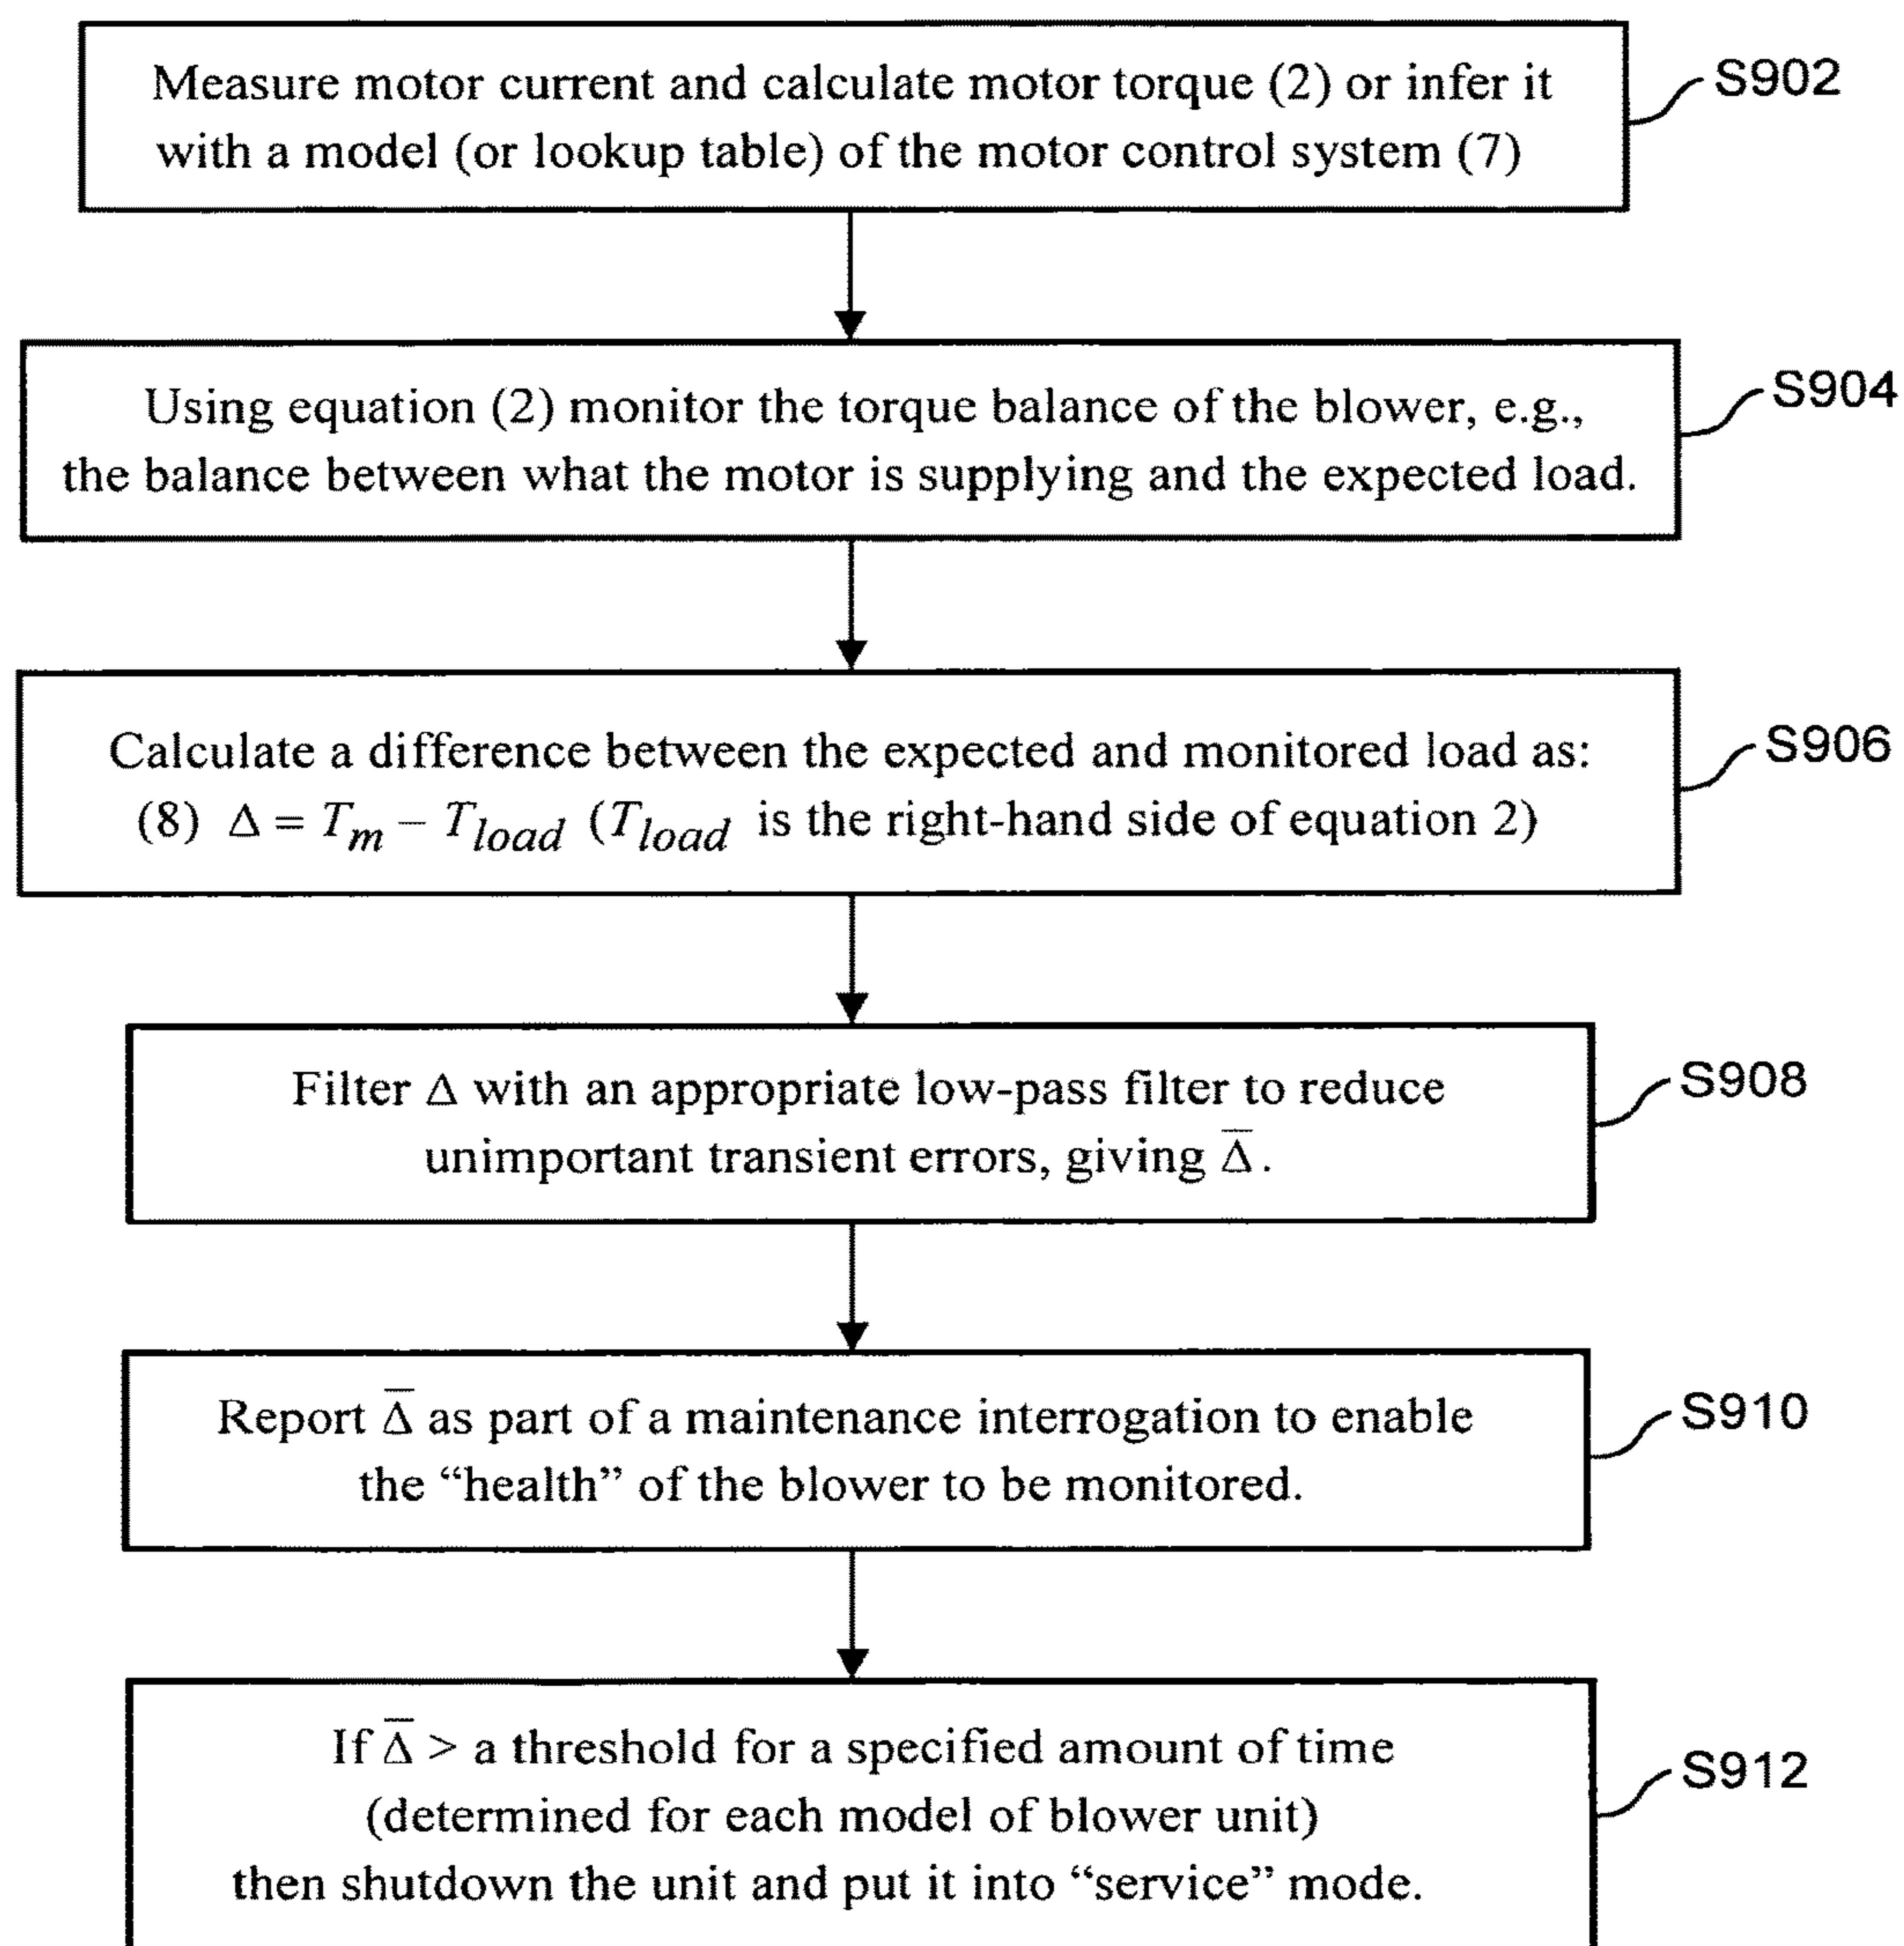 Measure motor current and calculate motor torque (2) or infer it
with a model (or lookup table) of the motor control system (7)
S902
Using equation (2) monitor the torque balance of the blower, e.g.,
the balance between what the motor is supplying and the expected load.
S904
Calculate a difference between the expected and monitored load as:
(8) Δ = T_m – T_load (T_load is the right-hand side of equation 2)
S906
Filter Δ with an appropriate low-pass filter to reduce
unimportant transient errors, giving Δ̅.
S908
Report Δ̅ as part of a maintenance interrogation to enable
the “health” of the blower to be monitored.
S910
If Δ̅ > a threshold for a specified amount of time
(determined for each model of blower unit)
then shutdown the unit and put it into “service” mode.
S912